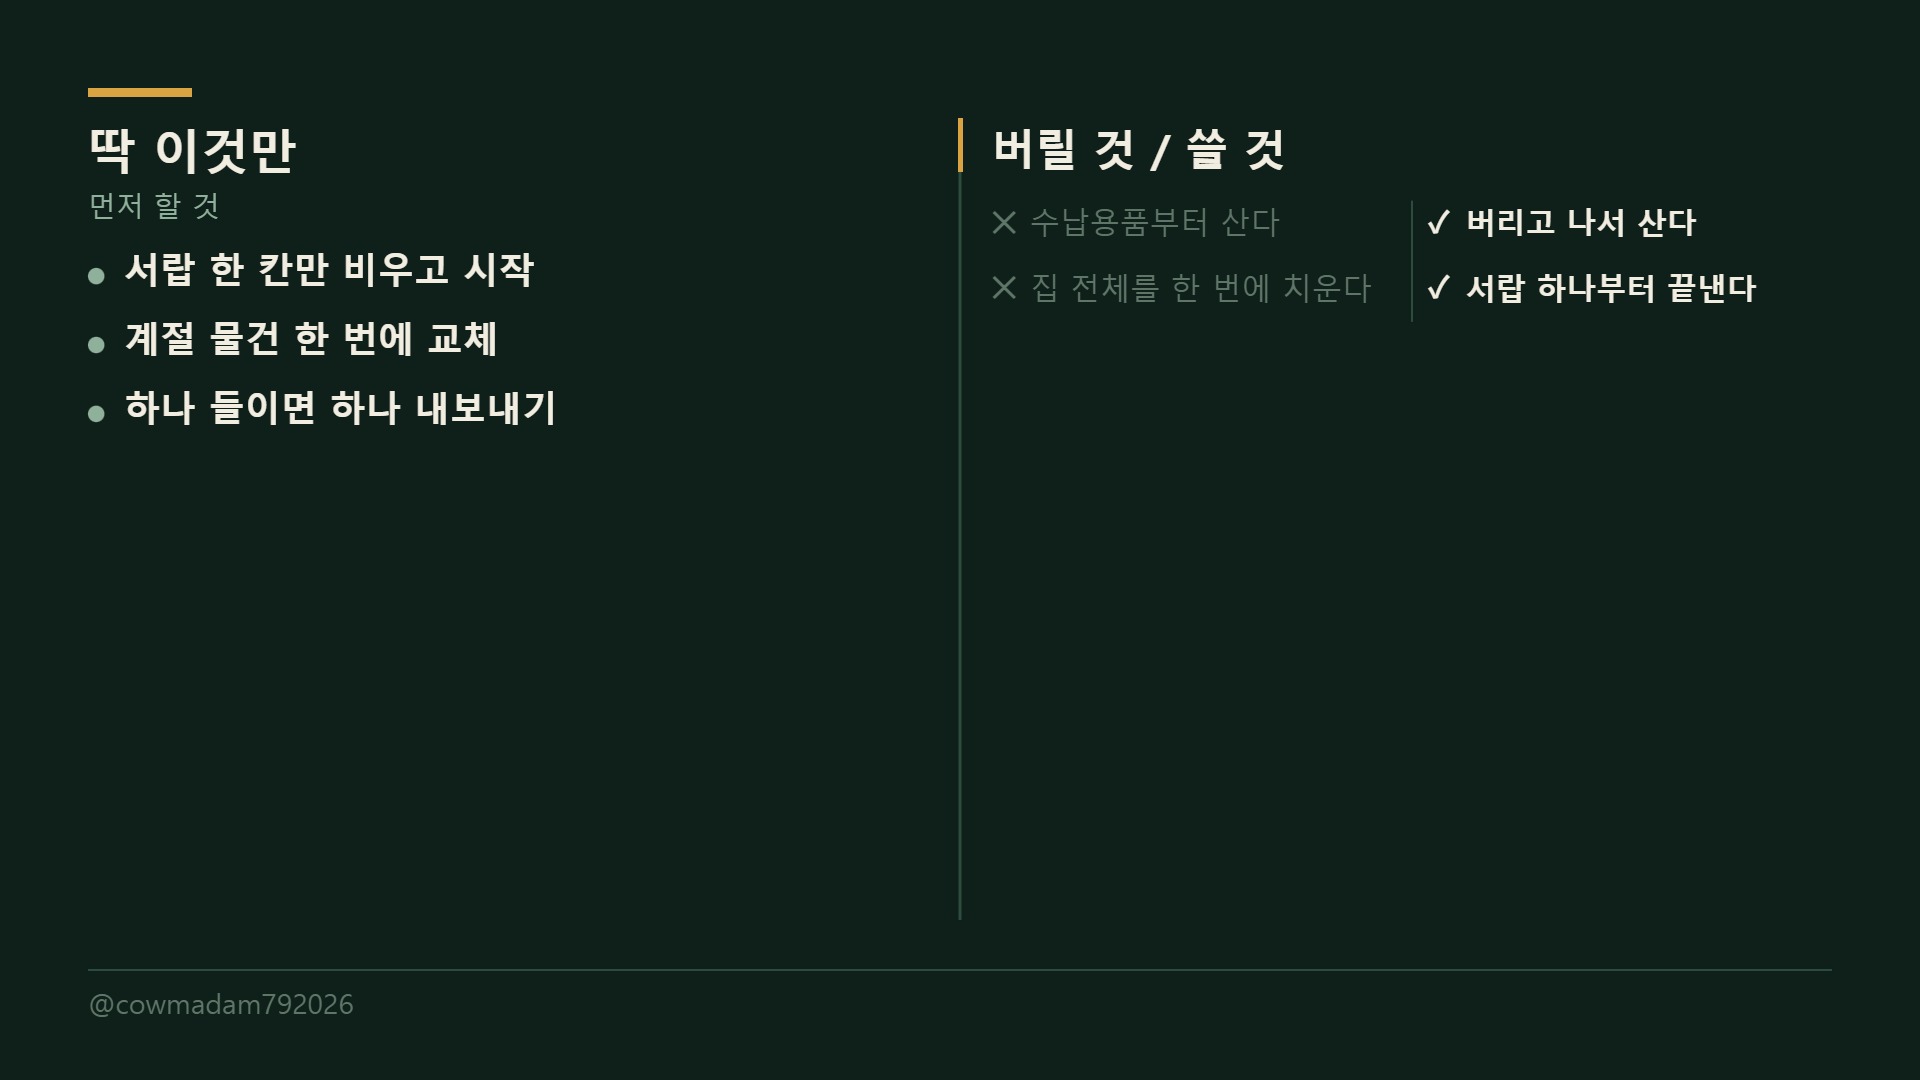 딱 이것만
먼저 할 것
서랍 한 칸만 비우고 시작
계절 물건 한 번에 교체
하나 들이면 하나 내보내기
버릴 것 / 쓸 것
✕ 수납용품부터 산다
✓ 버리고 나서 산다
✕ 집 전체를 한 번에 치운다
✓ 서랍 하나부터 끝낸다
@cowmadam792026